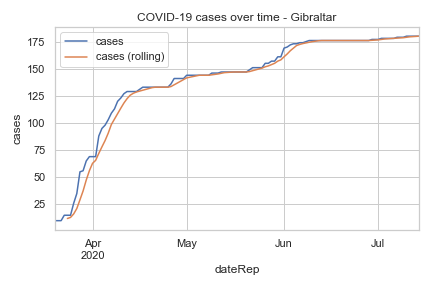 COVID-19 cases over time - Gibraltar
cases
cases (rolling)
175
150
125
100
75
50
25
cases
Apr
2020
May
Jun
Jul
dateRep